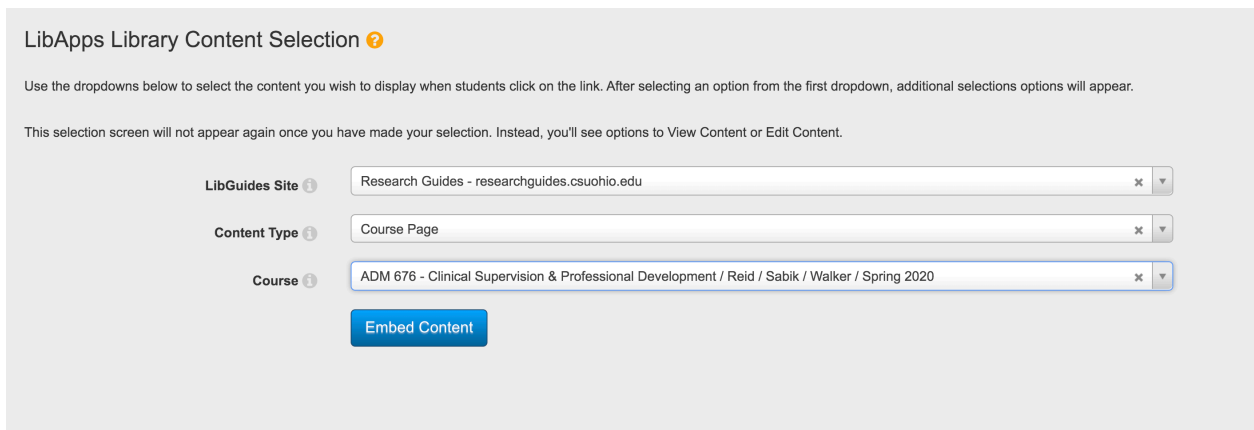 LibApps Library Content Selection ?
Use the dropdowns below to select the content you wish to display when students click on the link. After selecting an option from the first dropdown, additional selections options will appear.
This selection screen will not appear again once you have made your selection. Instead, you'll see options to View Content or Edit Content.
LibGuides Site i Research Guides - researchguides.csuohio.edu
Content Type i Course Page
Course i ADM 676 - Clinical Supervision & Professional Development / Reid / Sabik / Walker / Spring 2020
Embed Content